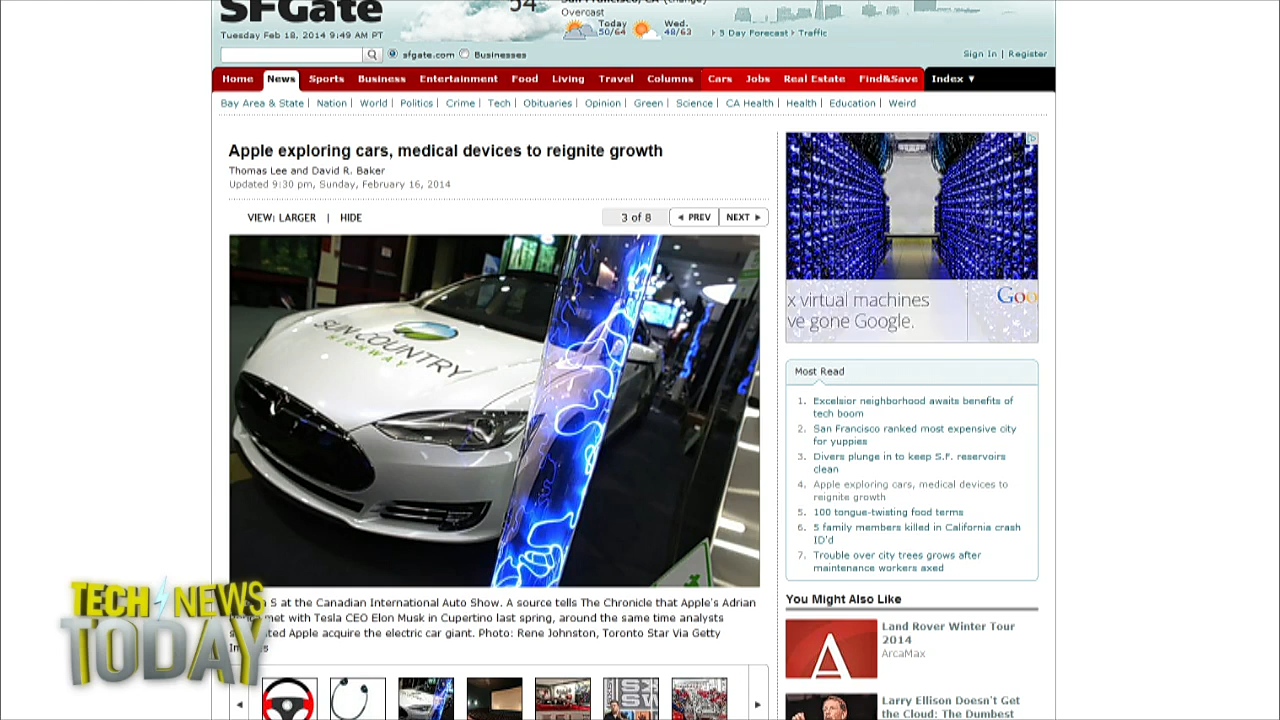 SFGate
54°
San Francisco, CA (change)
Overcast
Tuesday Feb 18, 2014 9:49 AM PT
Today
50/64
Wed.
48/63
5 Day Forecast
Traffic
sfgate.com
Businesses
Sign In | Register
Home News Sports Business Entertainment Food Living Travel Columns Cars Jobs Real Estate Find&Save Index ▼
Bay Area & State | Nation | World | Politics | Crime | Tech | Obituaries | Opinion | Green | Science | CA Health | Health | Education | Weird
Apple exploring cars, medical devices to reignite growth
Thomas Lee and David R. Baker
Updated 9:30 pm, Sunday, February 16, 2014
VIEW: LARGER | HIDE
3 of 8
◄ PREV
NEXT ►
SUN COUNTRY
HIGHWAY
S at the Canadian International Auto Show. A source tells The Chronicle that Apple's Adrian
met with Tesla CEO Elon Musk in Cupertino last spring, around the same time analysts
ted Apple acquire the electric car giant. Photo: Rene Johnston, Toronto Star Via Getty
TECH NEWS
TODAY
x virtual machines
ve gone Google.
Goo
Most Read
1. Excelsior neighborhood awaits benefits of
tech boom
2. San Francisco ranked most expensive city
for yuppies
3. Divers plunge in to keep S.F. reservoirs
clean
4. Apple exploring cars, medical devices to
reignite growth
5. 100 tongue-twisting food terms
6. 5 family members killed in California crash
ID'd
7. Trouble over city trees grows after
maintenance workers axed
You Might Also Like
A
Land Rover Winter Tour
2014
ArcaMax
Larry Ellison Doesn't Get
the Cloud: The Dumbest